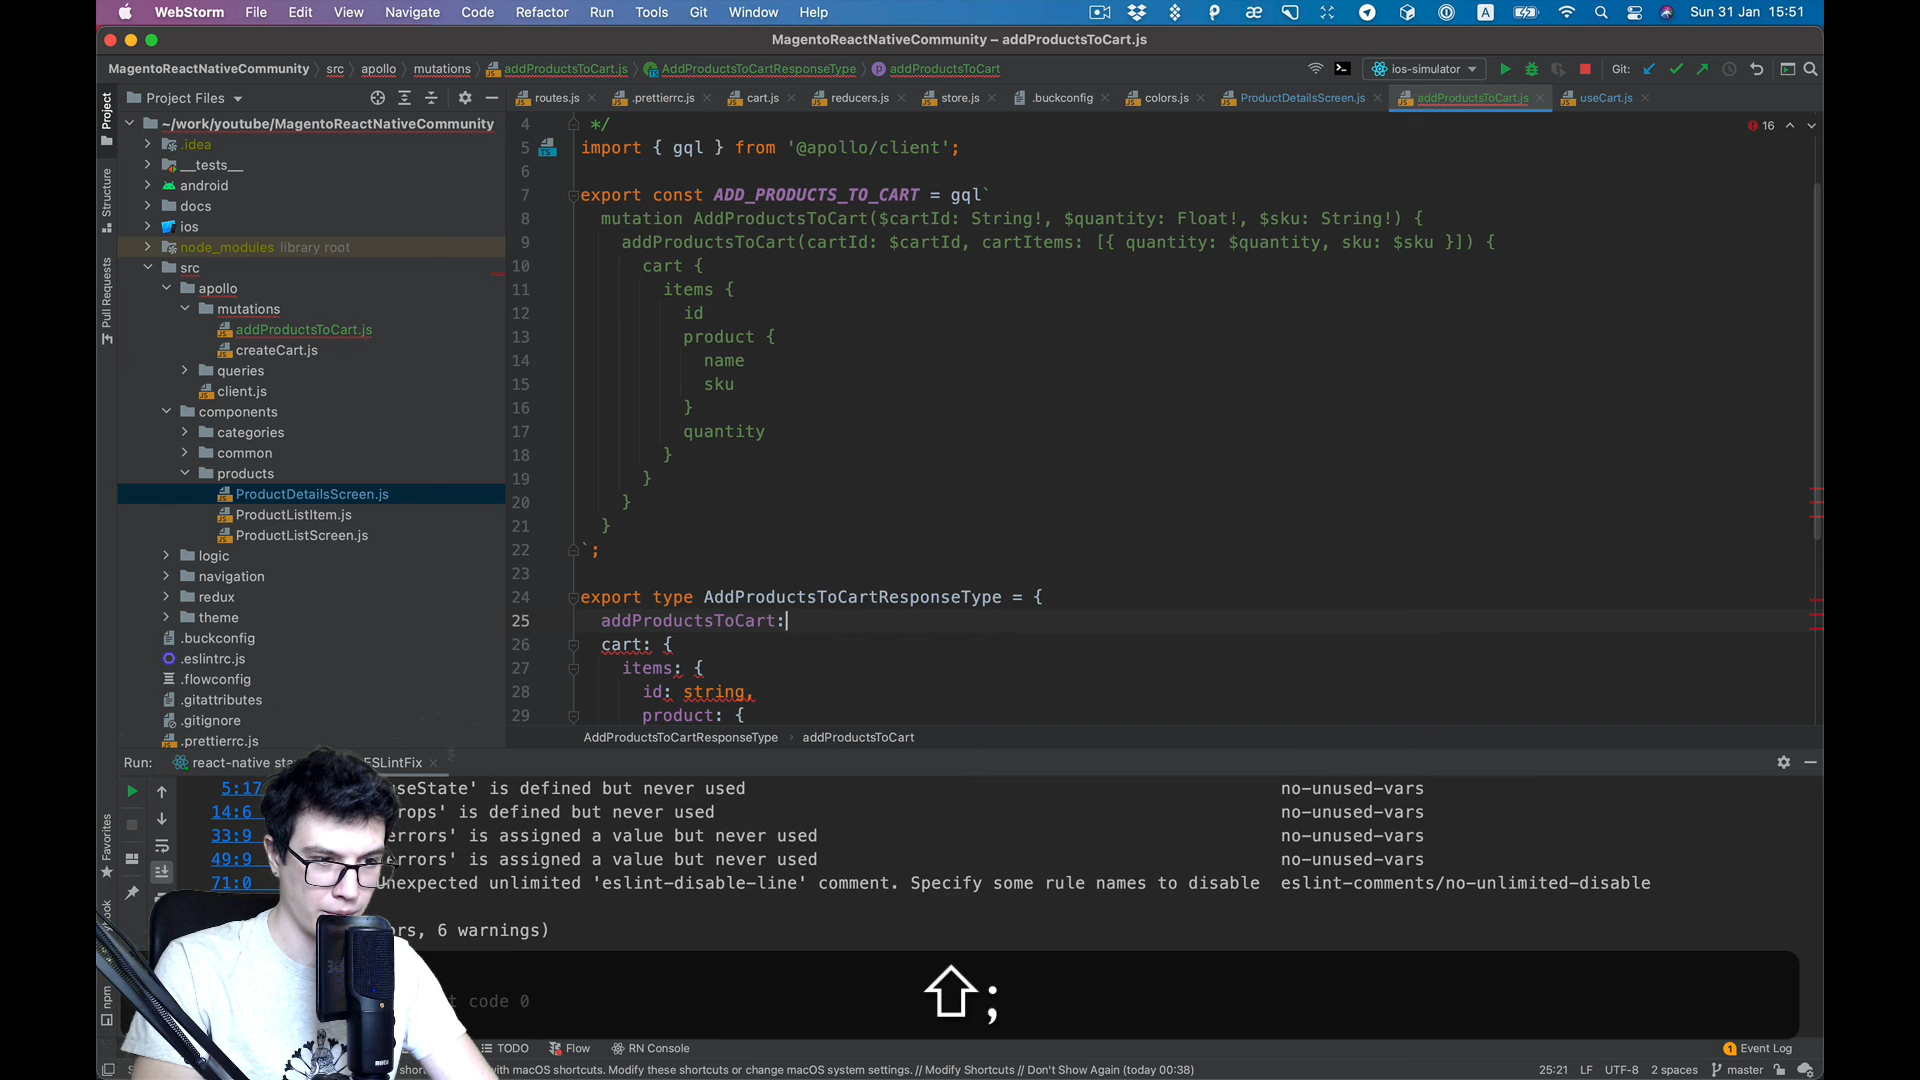 WebStorm File Edit View Navigate Code Refactor Run Tools Git Window Help
Sun 31 Jan 15:51
MagentoReactNativeCommunity – addProductsToCart.js
MagentoReactNativeCommunity src apollo mutations addProductsToCart.js AddProductsToCartResponseType addProductsToCart
ios-simulator Git:
Project Files
routes.js .prettierrc.js cart.js reducers.js store.js .buckconfig colors.js ProductDetailsScreen.js addProductsToCart.js useCart.js
Project
Structure
Pull Requests
Favorites
npm
~/work/youtube/MagentoReactNativeCommunity
.idea
__tests__
android
docs
ios
node_modules library root
src
apollo
mutations
addProductsToCart.js
createCart.js
queries
client.js
components
categories
common
products
ProductDetailsScreen.js
ProductListItem.js
ProductListScreen.js
logic
navigation
redux
theme
.buckconfig
.eslintrc.js
.flowconfig
.gitattributes
.gitignore
.prettierrc.js
16
4 */
5 import { gql } from '@apollo/client';
6
7 export const ADD_PRODUCTS_TO_CART = gql`
8 mutation AddProductsToCart($cartId: String!, $quantity: Float!, $sku: String!) {
9 addProductsToCart(cartId: $cartId, cartItems: [{ quantity: $quantity, sku: $sku }]) {
10 cart {
11 items {
12 id
13 product {
14 name
15 sku
16 }
17 quantity
18 }
19 }
20 }
21 }
22 `;
23
24 export type AddProductsToCartResponseType = {
25 addProductsToCart:
26 cart: {
27 items: {
28 id: string,
29 product: {
AddProductsToCartResponseType › addProductsToCart
Run: react-native sta ESLintFix
5:17 useState' is defined but never used no-unused-vars
14:6 rops' is defined but never used no-unused-vars
33:9 errors' is assigned a value but never used no-unused-vars
49:9 errors' is assigned a value but never used no-unused-vars
71:0 unexpected unlimited 'eslint-disable-line' comment. Specify some rule names to disable eslint-comments/no-unlimited-disable
ors, 6 warnings)
t code 0
⇧;
TODO Flow RN Console
1 Event Log
with macOS shortcuts. Modify these shortcuts or change macOS system settings. // Modify Shortcuts // Don't Show Again (today 00:38)
25:21 LF UTF-8 2 spaces master